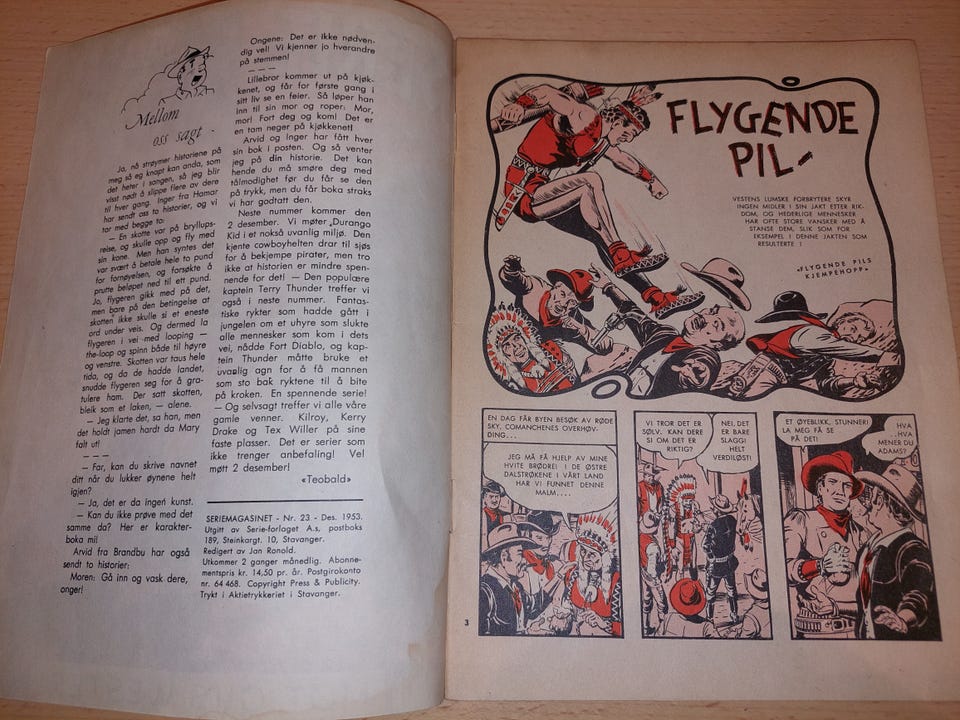 Mellom
oss sagt -
Ja, nå strøymer historiene på
meg så eg knapt kan anda, som
det heter i sangen, så jeg blir
visst nødt å slippe flere av dere
til hver gang. Inger fra Hamar
har sendt oss to historier, og vi
tar med begge to:
— En skotte var på bryllups-
reise, og skulle opp og fly med
sin kone. Men han syntes det
var svært å betale hele to pund
for fornøyelsen, og forsøkte å
prutte beløpet ned til ett pund.
Jo, flygeren gikk med på det,
men bare på den betingelse at
skotten ikke skulle si et eneste
ord under veis. Og dermed la
flygeren i vei med looping —
the-loop og spinn både til høyre
og venstre. Skotten var taus hele
tida, og da de hadde landet,
snudde flygeren seg for å gra-
tulere ham. Der satt skotten,
bleik som et laken, — alene.
— Jeg klarte det, sa han, men
det holdt jamen hardt da Mary
falt ut!
— — —
— Far, kan du skrive navnet
ditt når du lukker øynene helt
igjen?
— Ja, det er da ingen kunst.
— Kan du ikke prøve med det
samme da? Her er karakter-
boka mi!
Arvid fra Brandbu har også
sendt to historier:
Moren: Gå inn og vask dere,
onger!
Ongene: Det er ikke nødven-
dig vel! Vi kjenner jo hverandre
på stemmen!
— — —
Lillebror kommer ut på kjøk-
kenet, og får for første gang i
sitt liv se en feier. Så løper han
inn til sin mor og roper: Mor,
mor! Fort deg og kom! Det er
en tam neger på kjøkkenet!
Arvid og Inger har fått hver
sin bok i posten. Og så venter
jeg på din historie. Det kan
hende du må smøre deg med
tålmodighet før du får se den
på trykk, men du får boka straks
vi har godtatt den.
Neste nummer kommer den
2 desember. Vi møter „Durango
Kid i et nokså uvanlig miljø. Den
kjente cowboyhelten drar til sjøs
for å bekjempe pirater, men tro
ikke at historien er mindre spen-
nende for det! — Den populære
kaptein Terry Thunder treffer vi
også i neste nummer. Fantas-
tiske rykter som hadde gått i
jungelen om et uhyre som slukte
alle mennesker som kom i dets
vei, nådde Fort Diablo, og kap-
tein Thunder måtte bruke et
uvanlig agn for å få mannen
som sto bak ryktene til å bite
på kroken. En spennende serie!
— Og selvsagt treffer vi alle våre
gamle venner. Kilroy, Kerry
Drake og Tex Willer på sine
faste plasser. Det er serier som
ikke trenger anbefaling! Vel
møtt 2 desember!
«Teobald»
SERIEMAGASINET - Nr. 23 - Des. 1953.
Utgitt av Serie-forlaget A.s, postboks
189, Steinkargt. 10, Stavanger.
Redigert av Jan Ronold.
Utkommer 2 ganger månedlig. Abonne-
mentspris kr. 14,50 pr. år. Postgirokonto
nr. 64 468. Copyright Press & Publicity.
Trykt i Aktietrykkeriet i Stavanger.
FLYGENDE
PIL-
VESTENS LUMSKE FORBRYTERE SKYR
INGEN MIDLER I SIN JAKT ETTER RIK-
DOM, OG HEDERLIGE MENNESKER
HAR OFTE STORE VANSKER MED Å
STANSE DEM, SLIK SOM FOR
EKSEMPEL I DENNE JAKTEN SOM
RESULTERTE I
«FLYGENDE PILS
KJEMPEHOPP»
EN DAG FÅR BYEN BESØK AV RØDE
SKY, COMANCHENES OVERHØV-
DING...
JEG MÅ FÅ HJELP AV MINE
HVITE BRØDRE! I DE ØSTRE
DALSTRØKENE I VÅRT LAND
HAR VI FUNNET DENNE
MALM....
VI TROR DET ER
SØLV. KAN DERE
SI OM DET ER
RIKTIG?
NEI, DET
ER BARE
SLAGG!
HELT
VERDILØST!
ET ØYEBLIKK, STUNNER!
LA MEG FÅ SE
PÅ DET!
HVA
..HVA
MENER DU
ADAMS?
3